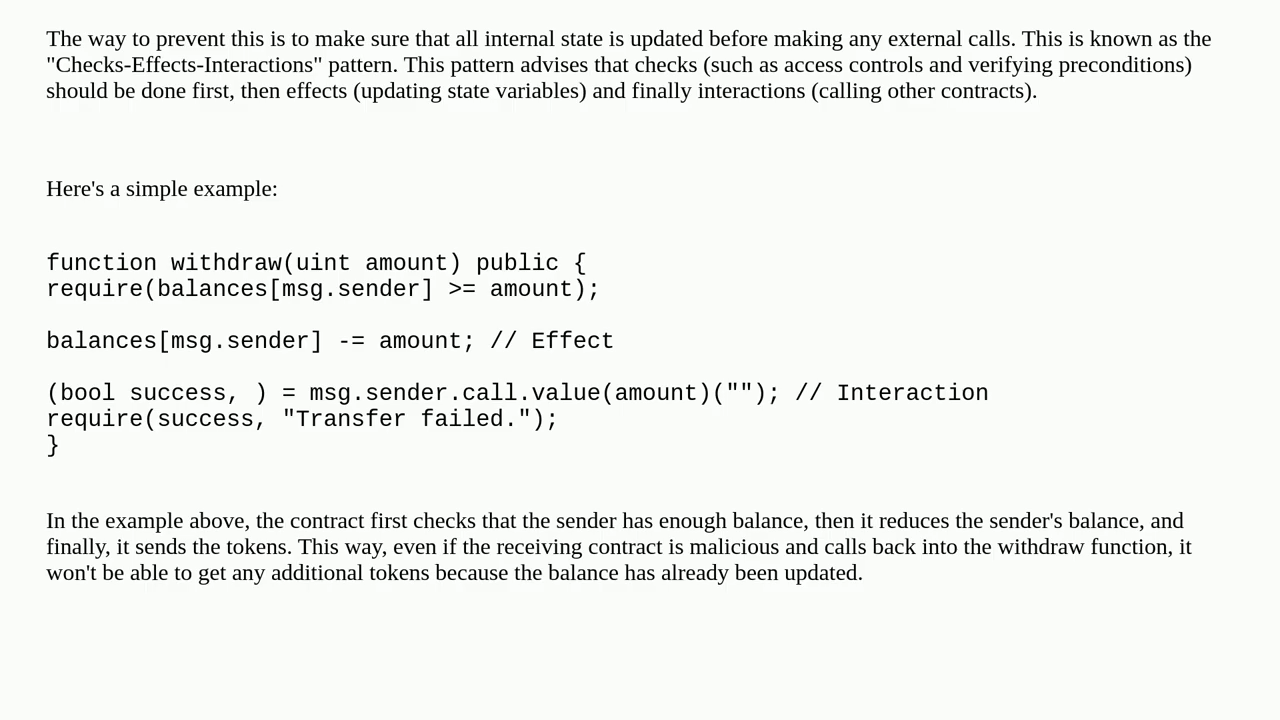 The way to prevent this is to make sure that all internal state is updated before making any external calls. This is known as the
"Checks-Effects-Interactions" pattern. This pattern advises that checks (such as access controls and verifying preconditions)
should be done first, then effects (updating state variables) and finally interactions (calling other contracts).
Here's a simple example:
function withdraw(uint amount) public {
require(balances[msg.sender] >= amount);
balances[msg.sender] -= amount; // Effect
(bool success, ) = msg.sender.call.value(amount)(""); // Interaction
require(success, "Transfer failed.");
}
In the example above, the contract first checks that the sender has enough balance, then it reduces the sender's balance, and
finally, it sends the tokens. This way, even if the receiving contract is malicious and calls back into the withdraw function, it
won't be able to get any additional tokens because the balance has already been updated.